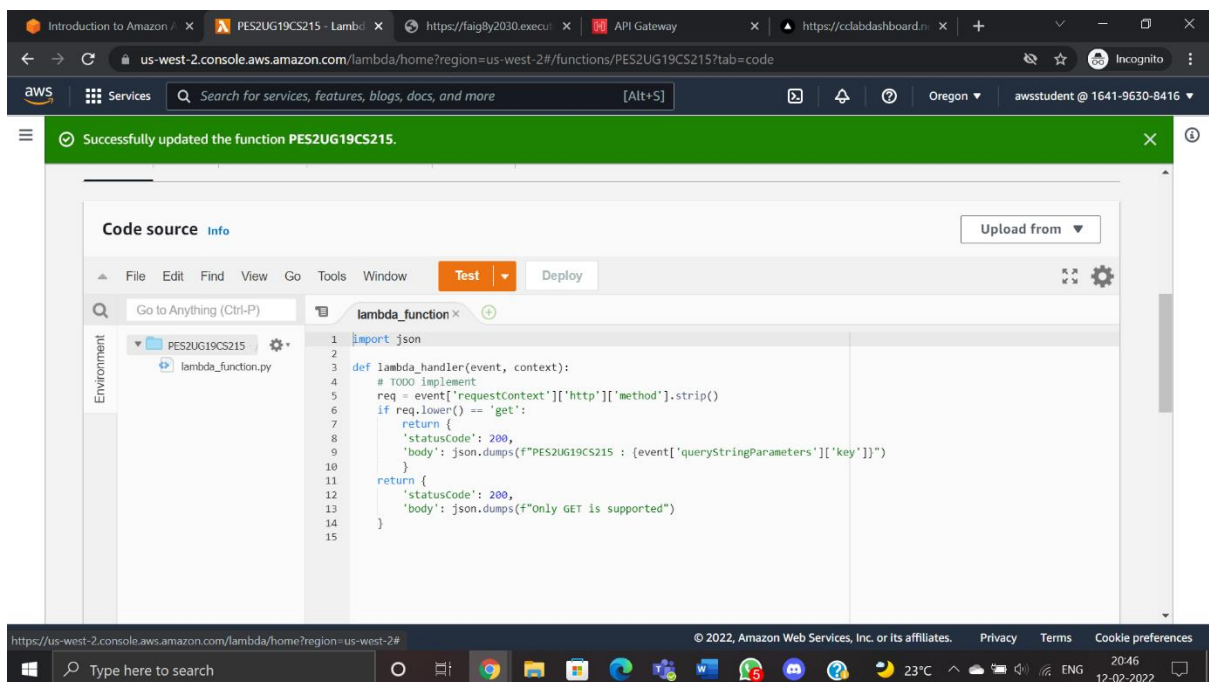 Introduction to Amazon A
PES2UG19CS215 - Lambd
https://faig8y2030.execut
API Gateway
https://cclabdashboard.ne
us-west-2.console.aws.amazon.com/lambda/home?region=us-west-2#/functions/PES2UG19CS215?tab=code
Incognito
aws
Services
Search for services, features, blogs, docs, and more
[Alt+S]
Oregon ▼
awsstudent @ 1641-9630-8416 ▼
Successfully updated the function PES2UG19CS215.
Code source Info
Upload from ▼
File Edit Find View Go Tools Window
Test
Deploy
Go to Anything (Ctrl-P)
lambda_function ×
Environment
PES2UG19CS215 /
lambda_function.py
1 import json
2
3 def lambda_handler(event, context):
4     # TODO implement
5     req = event['requestContext']['http']['method'].strip()
6     if req.lower() == 'get':
7         return {
8         'statusCode': 200,
9         'body': json.dumps(f"PES2UG19CS215 : {event['queryStringParameters']['key']}")
10         }
11     return {
12         'statusCode': 200,
13         'body': json.dumps(f"Only GET is supported")
14     }
15
https://us-west-2.console.aws.amazon.com/lambda/home?region=us-west-2#
© 2022, Amazon Web Services, Inc. or its affiliates.
Privacy Terms Cookie preferences
Type here to search
23°C
ENG
20:46
12-02-2022